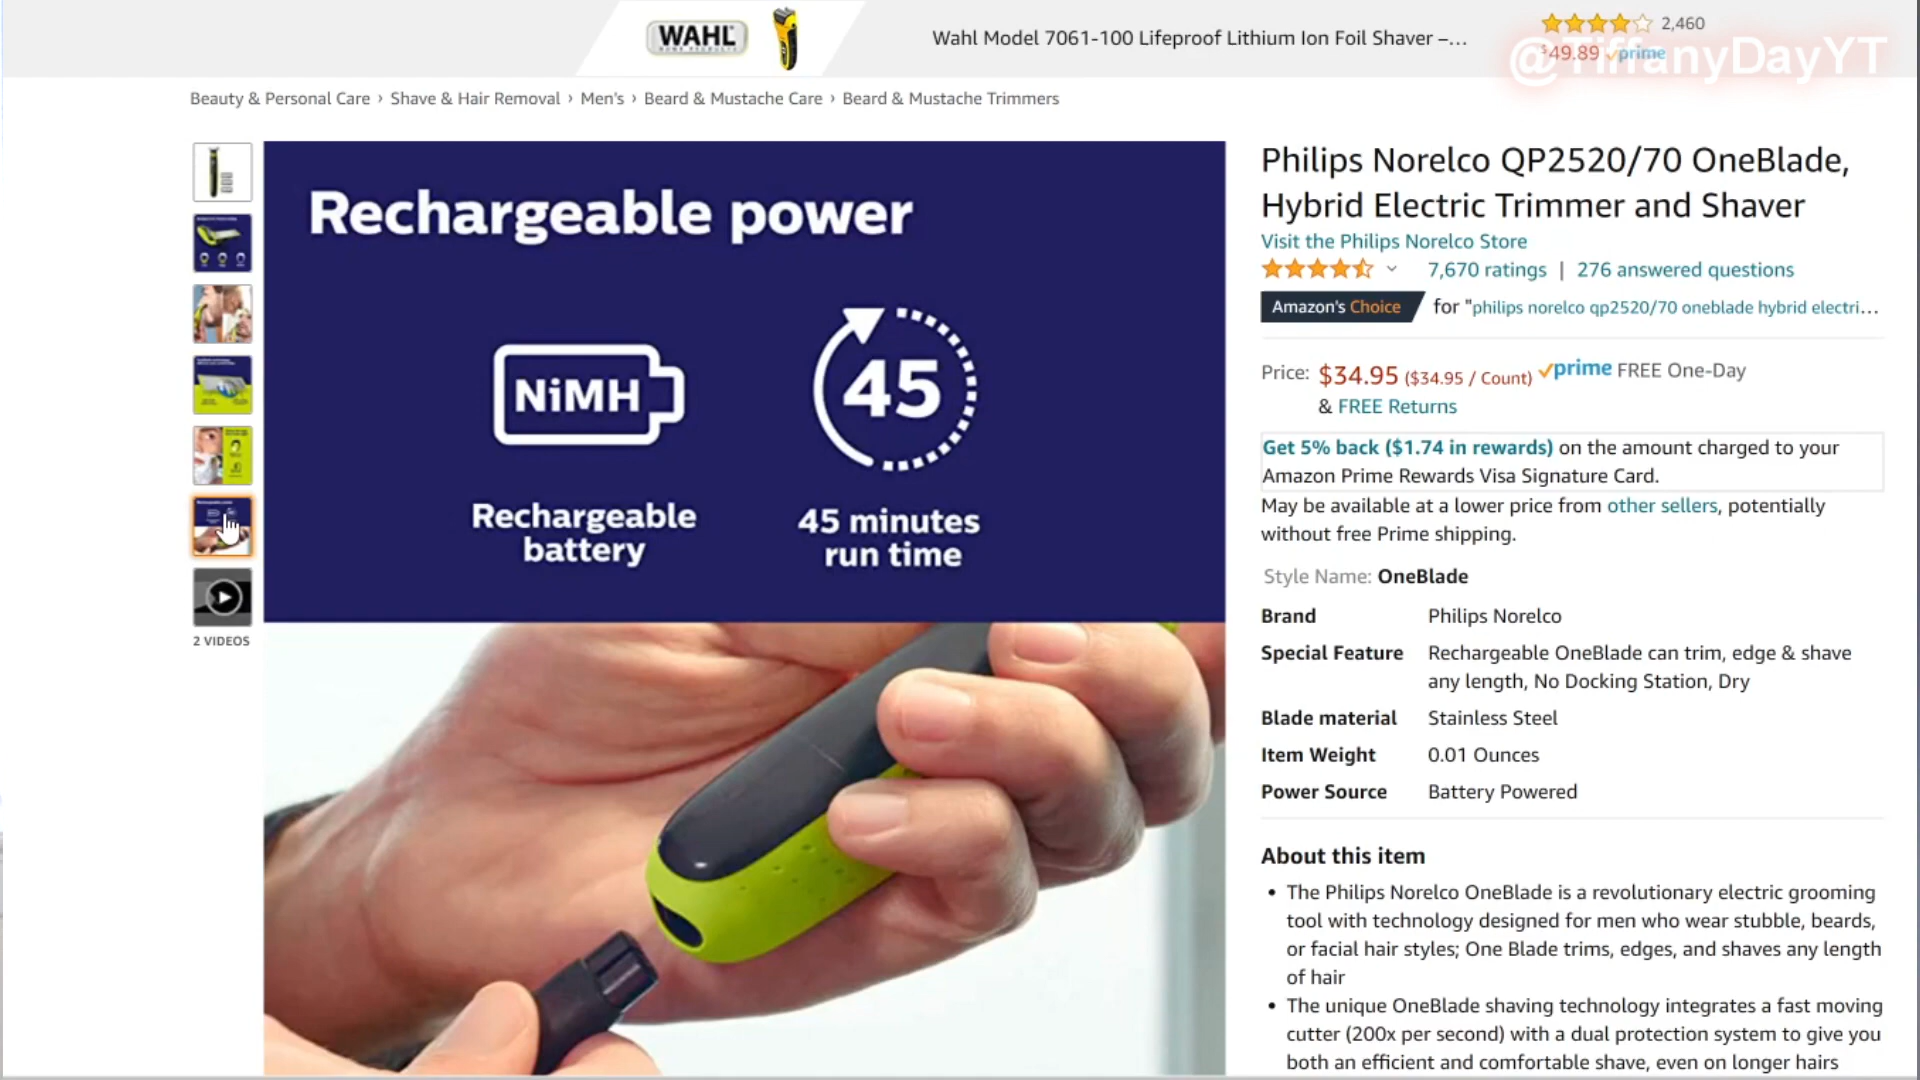 WAHL
HOME PRODUCTS
Wahl Model 7061-100 Lifeproof Lithium Ion Foil Shaver –...
2,460
$49.89 prime
@TiffanyDayYT
Beauty & Personal Care › Shave & Hair Removal › Men's › Beard & Mustache Care › Beard & Mustache Trimmers
Rechargeable power
NiMH
45
Rechargeable
battery
45 minutes
run time
2 VIDEOS
Philips Norelco QP2520/70 OneBlade,
Hybrid Electric Trimmer and Shaver
Visit the Philips Norelco Store
7,670 ratings | 276 answered questions
Amazon's Choice for "philips norelco qp2520/70 oneblade hybrid electri...
Price: $34.95 ($34.95 / Count) prime FREE One-Day
& FREE Returns
Get 5% back ($1.74 in rewards) on the amount charged to your
Amazon Prime Rewards Visa Signature Card.
May be available at a lower price from other sellers, potentially
without free Prime shipping.
Style Name: OneBlade
Brand Philips Norelco
Special Feature Rechargeable OneBlade can trim, edge & shave
any length, No Docking Station, Dry
Blade material Stainless Steel
Item Weight 0.01 Ounces
Power Source Battery Powered
About this item
• The Philips Norelco OneBlade is a revolutionary electric grooming
tool with technology designed for men who wear stubble, beards,
or facial hair styles; One Blade trims, edges, and shaves any length
of hair
• The unique OneBlade shaving technology integrates a fast moving
cutter (200x per second) with a dual protection system to give you
both an efficient and comfortable shave, even on longer hairs